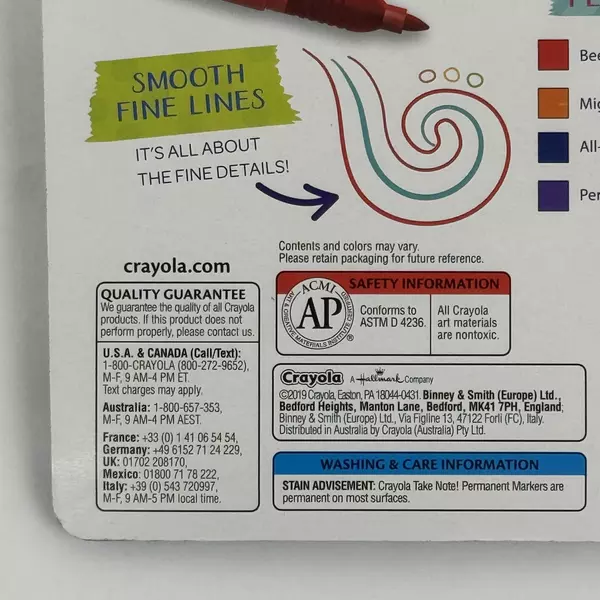 SMOOTH
FINE LINES
IT'S ALL ABOUT
THE FINE DETAILS!
Contents and colors may vary.
Please retain packaging for future reference.
crayola.com
QUALITY GUARANTEE
We guarantee the quality of all Crayola
products. If this product does not
perform properly, please contact us.
U.S.A. & CANADA (Call/Text):
1-800-CRAYOLA (800-272-9652),
M-F, 9 AM-4 PM ET.
Text charges may apply.
Australia: 1-800-657-353,
M-F, 9 AM-4 PM AEST.
France: +33 (0) 1 41 06 54 54,
Germany: +49 6152 71 24 229,
UK: 01702 208170,
Mexico: 01800 71 78 222,
Italy: +39 (0) 543 720997,
M-F, 9 AM-5 PM local time.
SAFETY INFORMATION
ACMI
AP
ART & CREATIVE MATERIALS INSTITUTE CERTIFIED
®
Conforms to
ASTM D 4236.
All Crayola
art materials
are nontoxic.
Crayola A Hallmark Company
©2019 Crayola, Easton, PA 18044-0431. Binney & Smith (Europe) Ltd.,
Bedford Heights, Manton Lane, Bedford, MK41 7PH, England;
Binney & Smith (Europe) Ltd., Via Figline 13, 47122 Forli (FC), Italy.
Distributed in Australia by Crayola (Australia) Pty Ltd.
WASHING & CARE INFORMATION
STAIN ADVISEMENT: Crayola Take Note! Permanent Markers are
permanent on most surfaces.